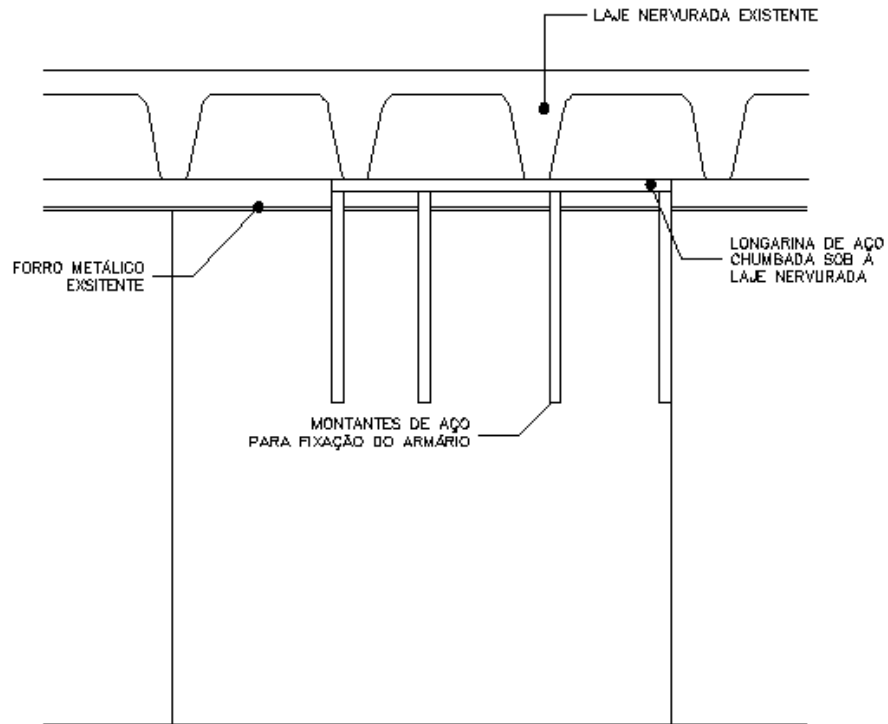 LAJE NERVURADA EXISTENTE
LONGARINA DE AÇO
CHUMBADA SOB A
LAJE NERVURADA
FORRO METÁLICO
EXSITENTE
MONTANTES DE AÇO
PARA FIXAÇÃO DO ARMÁRIO